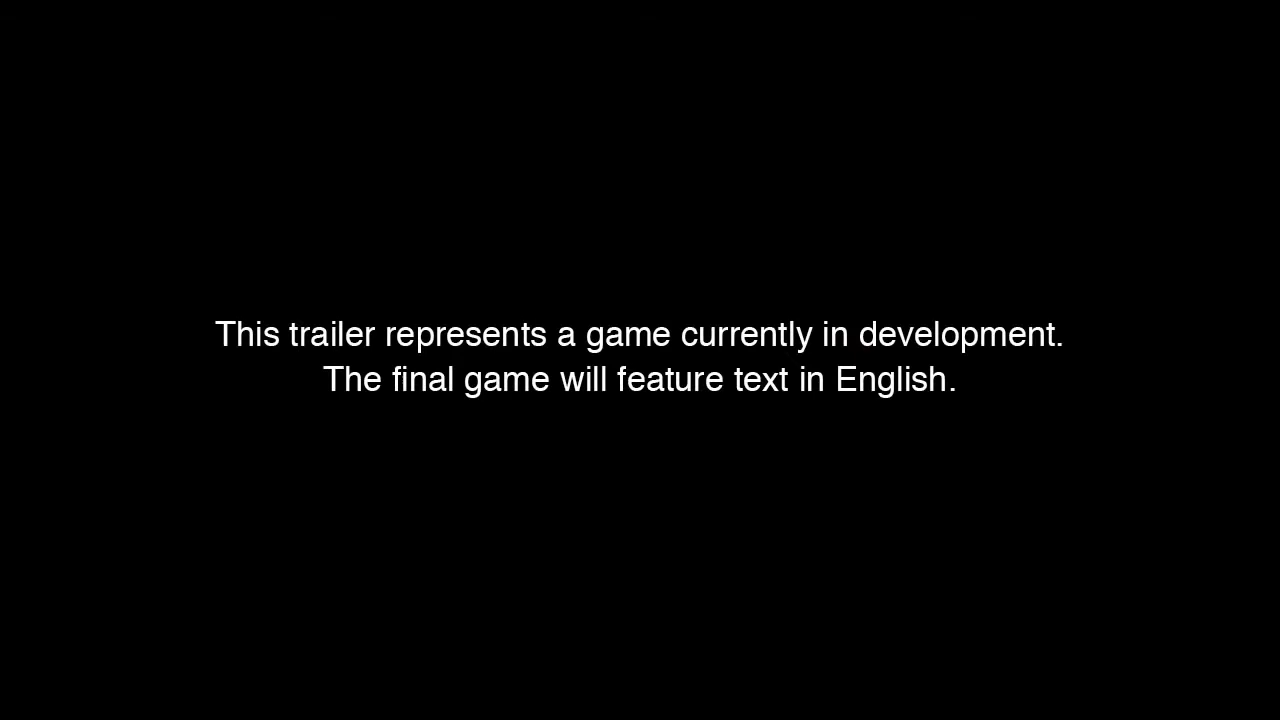 This trailer represents a game currently in development.
The final game will feature text in English.